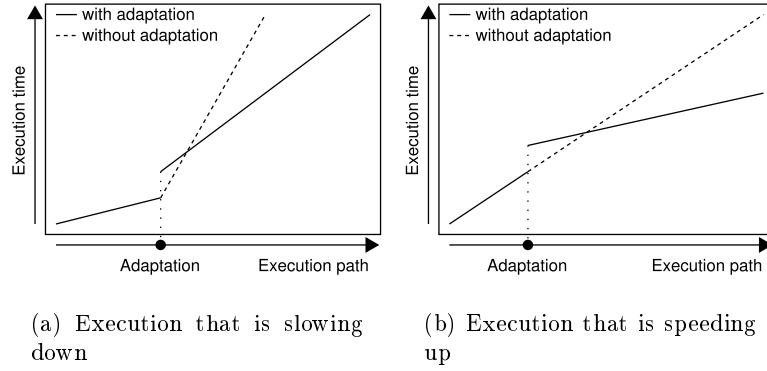 with adaptation
without adaptation
Execution time
Adaptation
Execution path
(a) Execution that is slowing
down
with adaptation
without adaptation
Execution time
Adaptation
Execution path
(b) Execution that is speeding
up